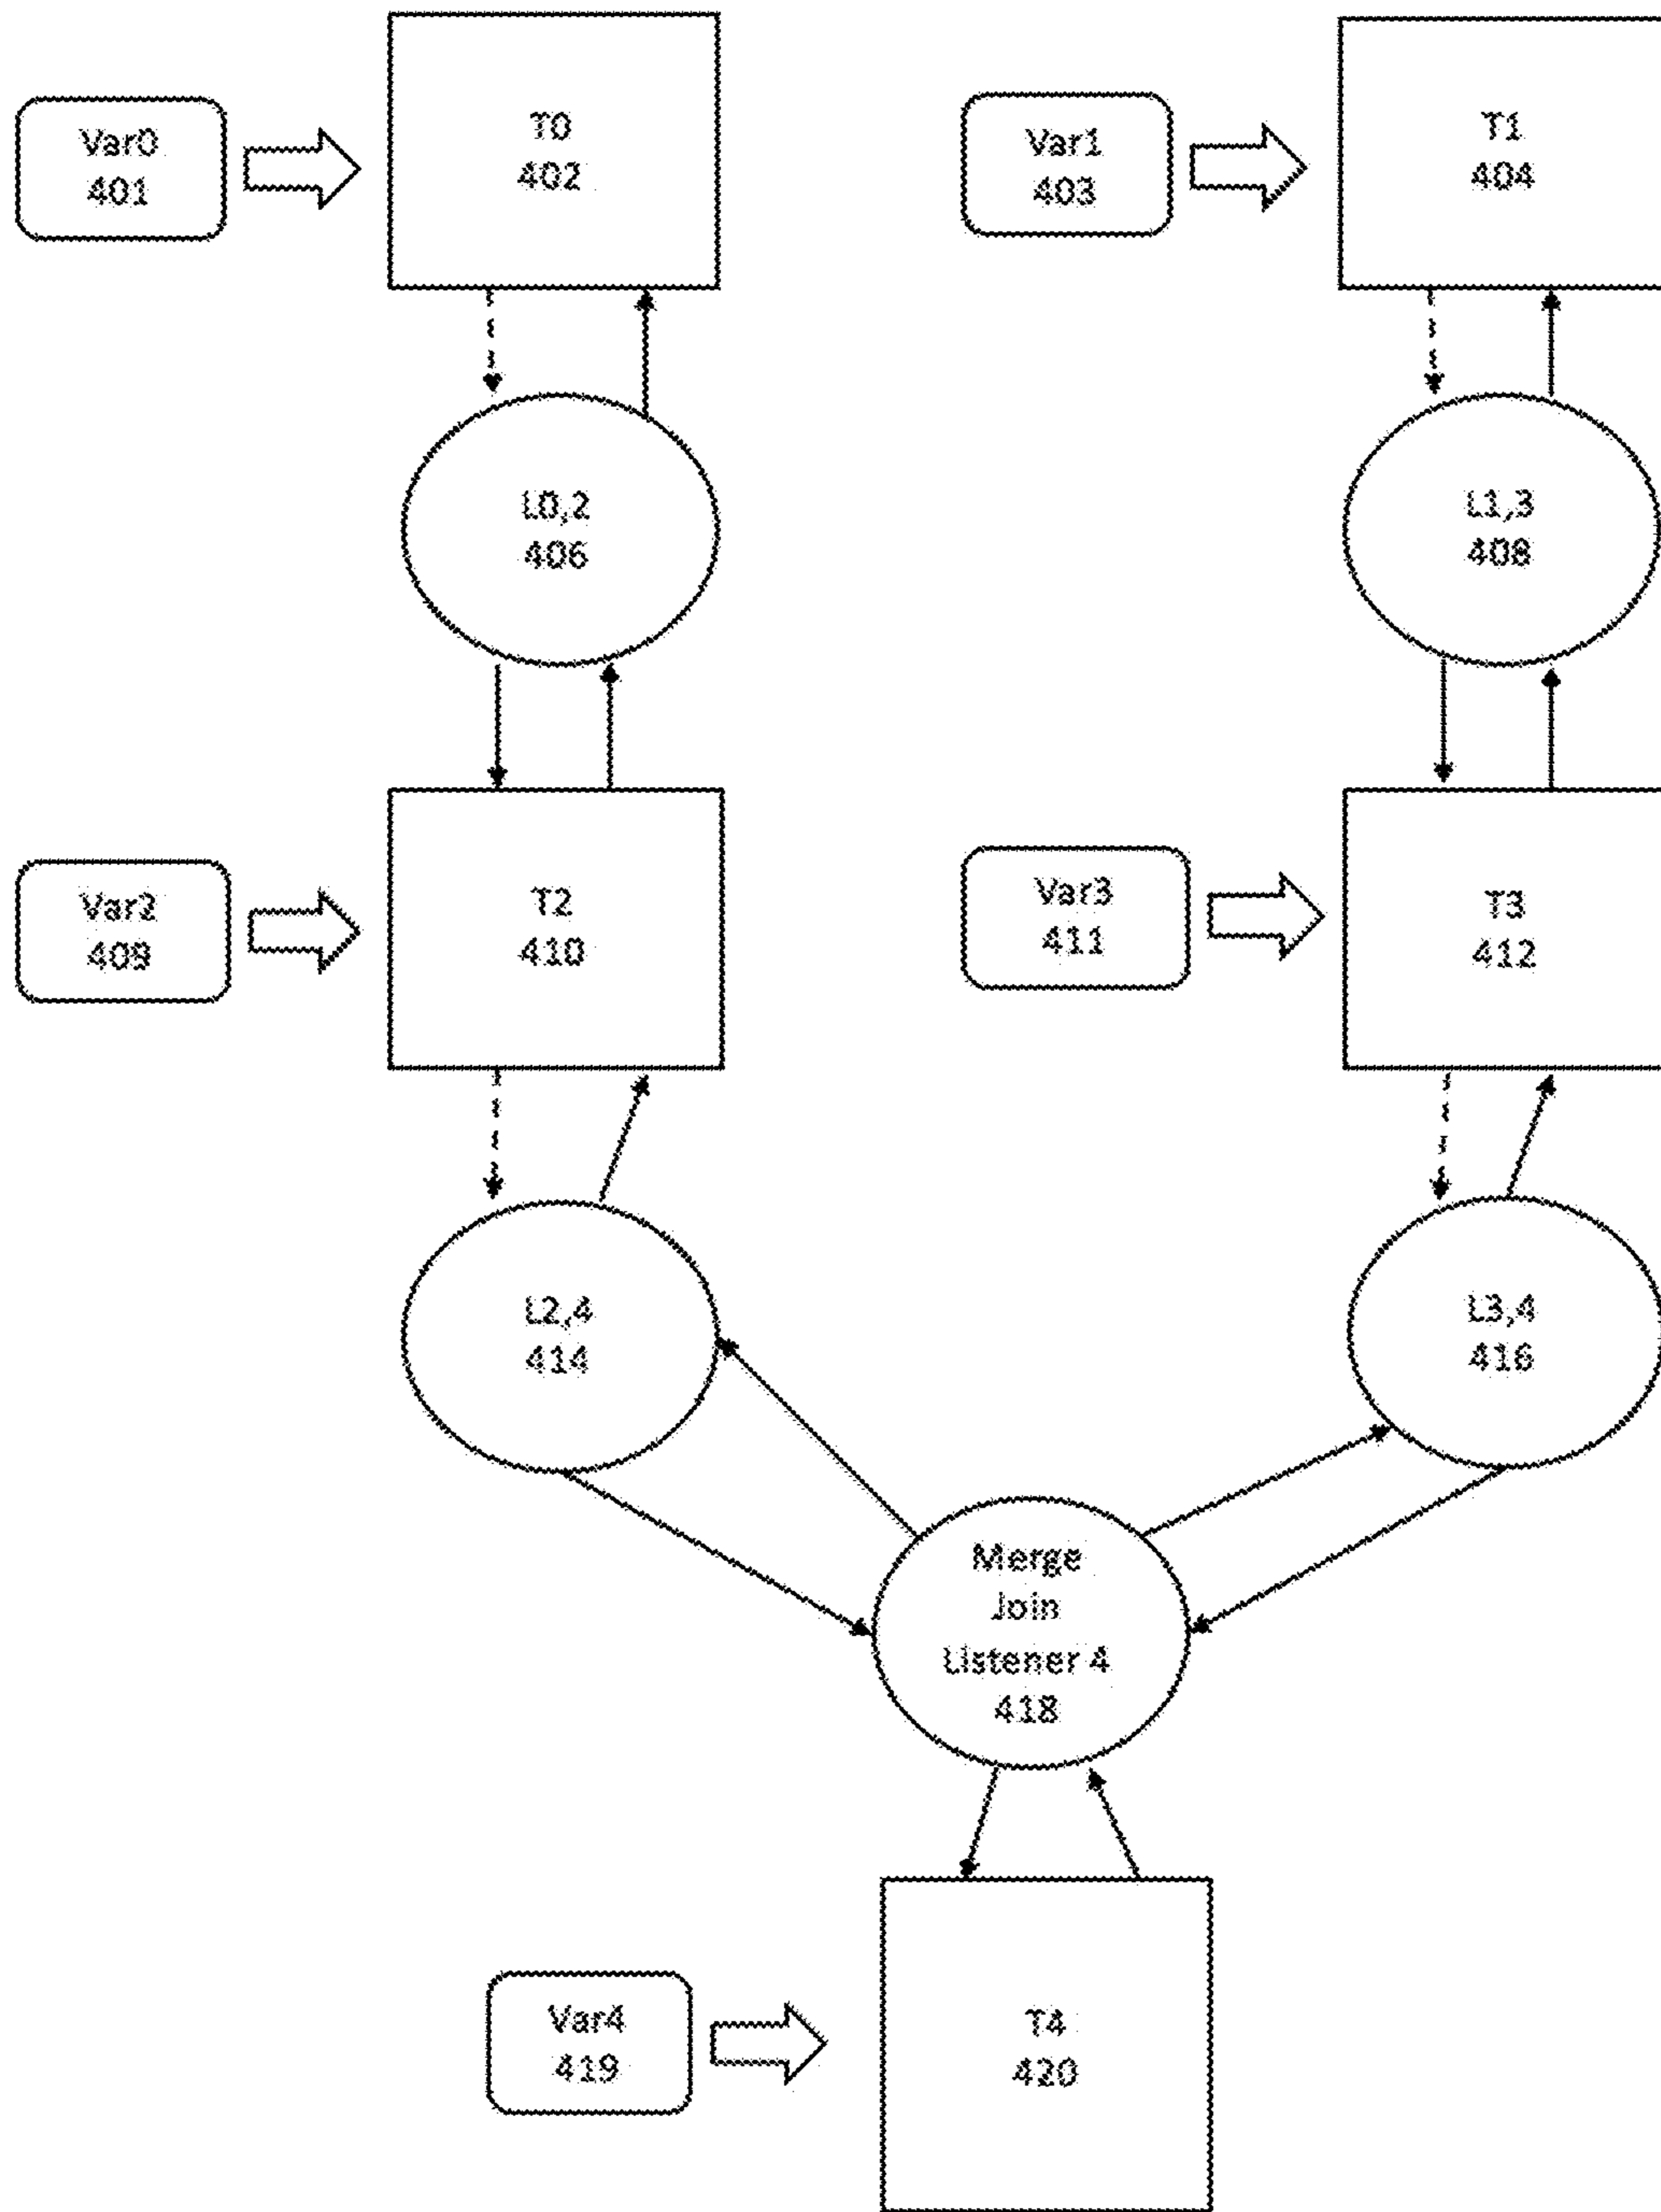 Var0
401
T0
402
Var1
403
T1
404
L0,2
406
L1,3
408
Var2
409
T2
410
Var3
411
T3
412
L2,4
414
L3,4
416
Merge
Join
Listener 4
418
Var4
419
T4
420